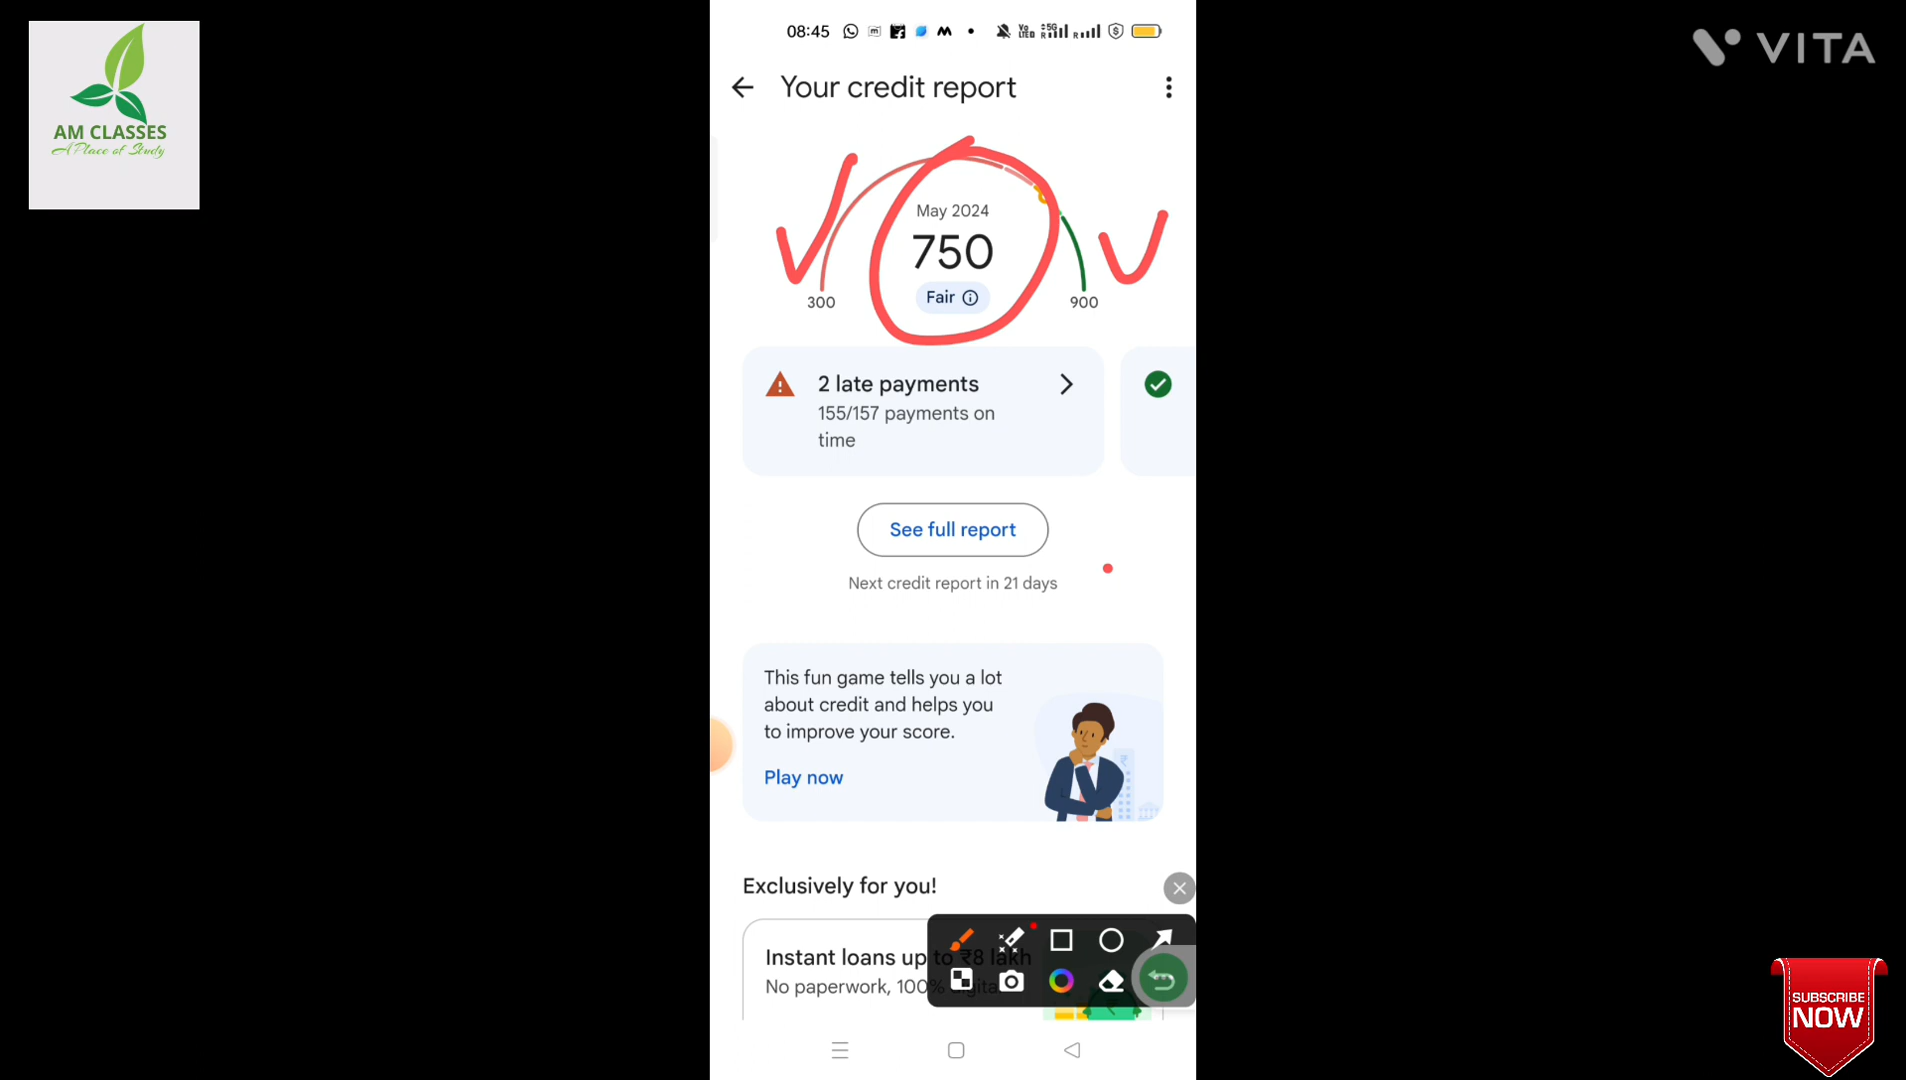 AM CLASSES
A Place of Study
VITA
08:45
Your credit report
May 2024
750
Fair
300
900
2 late payments
155/157 payments on
time
See full report
Next credit report in 21 days
This fun game tells you a lot
about credit and helps you
to improve your score.
Play now
Exclusively for you!
Instant loans up to ₹8 lakh
No paperwork, 100% digital
SUBSCRIBE
NOW